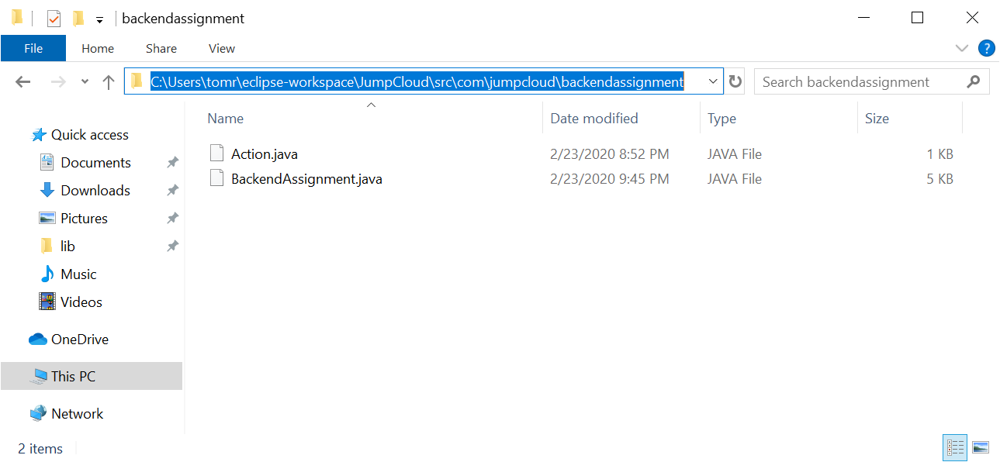 backendassignment
File Home Share View
?
C:\Users\tomr\eclipse-workspace\JumpCloud\src\com\jumpcloud\backendassignment Search backendassignment
Name Date modified Type Size
Quick access
Action.java 2/23/2020 8:52 PM JAVA File 1 KB
Documents
BackendAssignment.java 2/23/2020 9:45 PM JAVA File 5 KB
Downloads
Pictures
lib
Music
Videos
OneDrive
This PC
Network
2 items